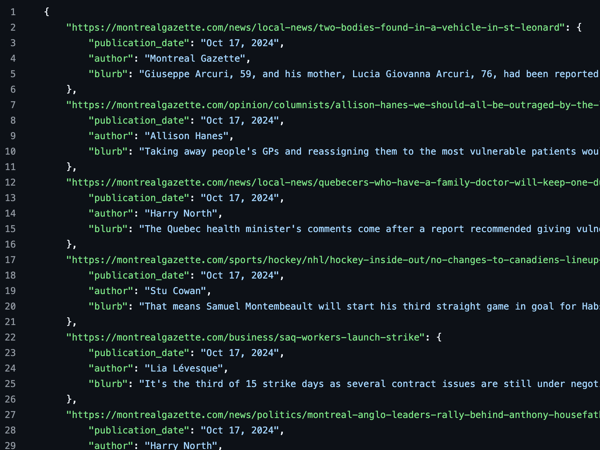 1 {
2 "https://montrealgazette.com/news/local-news/two-bodies-found-in-a-vehicle-in-st-leonard": {
3 "publication_date": "Oct 17, 2024",
4 "author": "Montreal Gazette",
5 "blurb": "Giuseppe Arcuri, 59, and his mother, Lucia Giovanna Arcuri, 76, had been reported
6 },
7 "https://montrealgazette.com/opinion/columnists/allison-hanes-we-should-all-be-outraged-by-the-
8 "publication_date": "Oct 17, 2024",
9 "author": "Allison Hanes",
10 "blurb": "Taking away people's GPs and reassigning them to the most vulnerable patients wou
11 },
12 "https://montrealgazette.com/news/local-news/quebecers-who-have-a-family-doctor-will-keep-one-d
13 "publication_date": "Oct 17, 2024",
14 "author": "Harry North",
15 "blurb": "The Quebec health minister's comments come after a report recommended giving vuln
16 },
17 "https://montrealgazette.com/sports/hockey/nhl/hockey-inside-out/no-changes-to-canadiens-lineup
18 "publication_date": "Oct 17, 2024",
19 "author": "Stu Cowan",
20 "blurb": "That means Samuel Montembeault will start his third straight game in goal for Hab
21 },
22 "https://montrealgazette.com/business/saq-workers-launch-strike": {
23 "publication_date": "Oct 17, 2024",
24 "author": "Lia Lévesque",
25 "blurb": "It's the third of 15 strike days as several contract issues are still under negot
26 },
27 "https://montrealgazette.com/news/politics/montreal-anglo-leaders-rally-behind-anthony-housefat
28 "publication_date": "Oct 17, 2024",
29 "author": "Harry North",